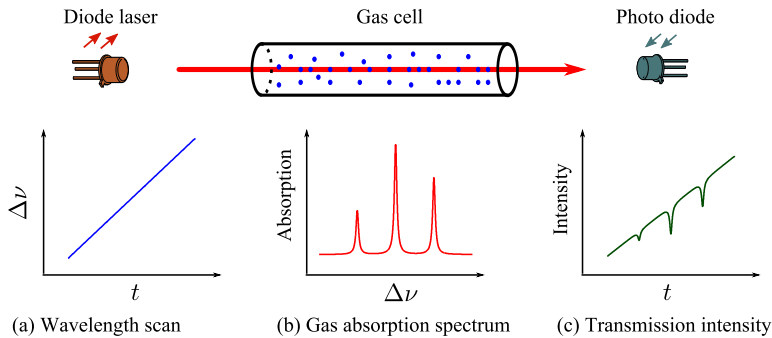 Diode laser
Gas cell
Photo diode
Δν
t
Absorption
Δν
Intensity
t
(a) Wavelength scan
(b) Gas absorption spectrum
(c) Transmission intensity